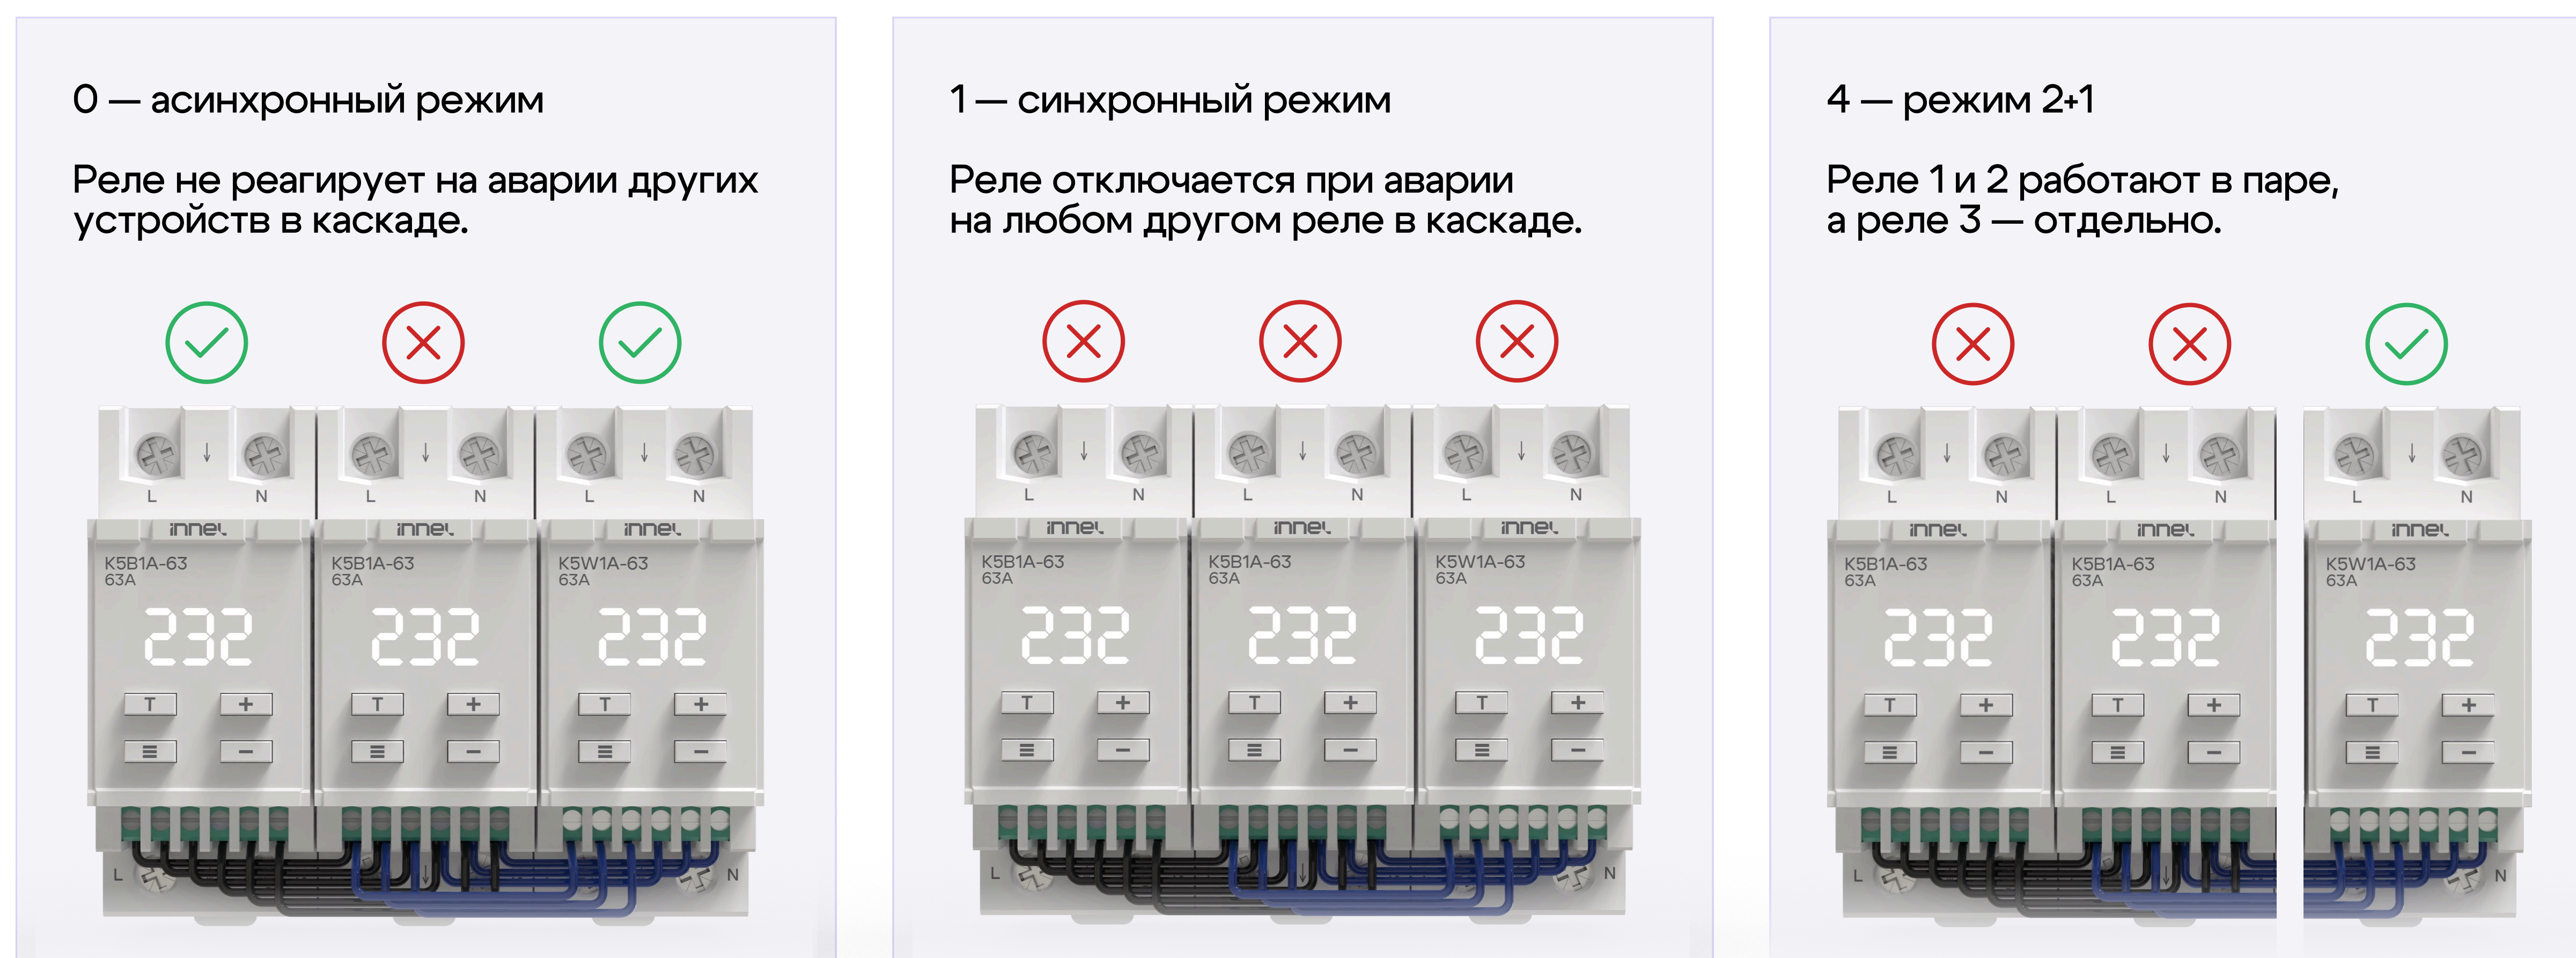 0 — асинхронный режим
Реле не реагирует на аварии других
устройств в каскаде.
L N L N L N
innel innel innel
K5B1A-63 K5B1A-63 K5W1A-63
63A 63A 63A
232 232 232
T + T + T +
≡ − ≡ − ≡ −
L N
1 — синхронный режим
Реле отключается при аварии
на любом другом реле в каскаде.
L N L N L N
innel innel innel
K5B1A-63 K5B1A-63 K5W1A-63
63A 63A 63A
232 232 232
T + T + T +
≡ − ≡ − ≡ −
L N
4 — режим 2+1
Реле 1 и 2 работают в паре,
а реле 3 — отдельно.
L N L N L N
innel innel innel
K5B1A-63 K5B1A-63 K5W1A-63
63A 63A 63A
232 232 232
T + T + T +
≡ − ≡ − ≡ −
L N